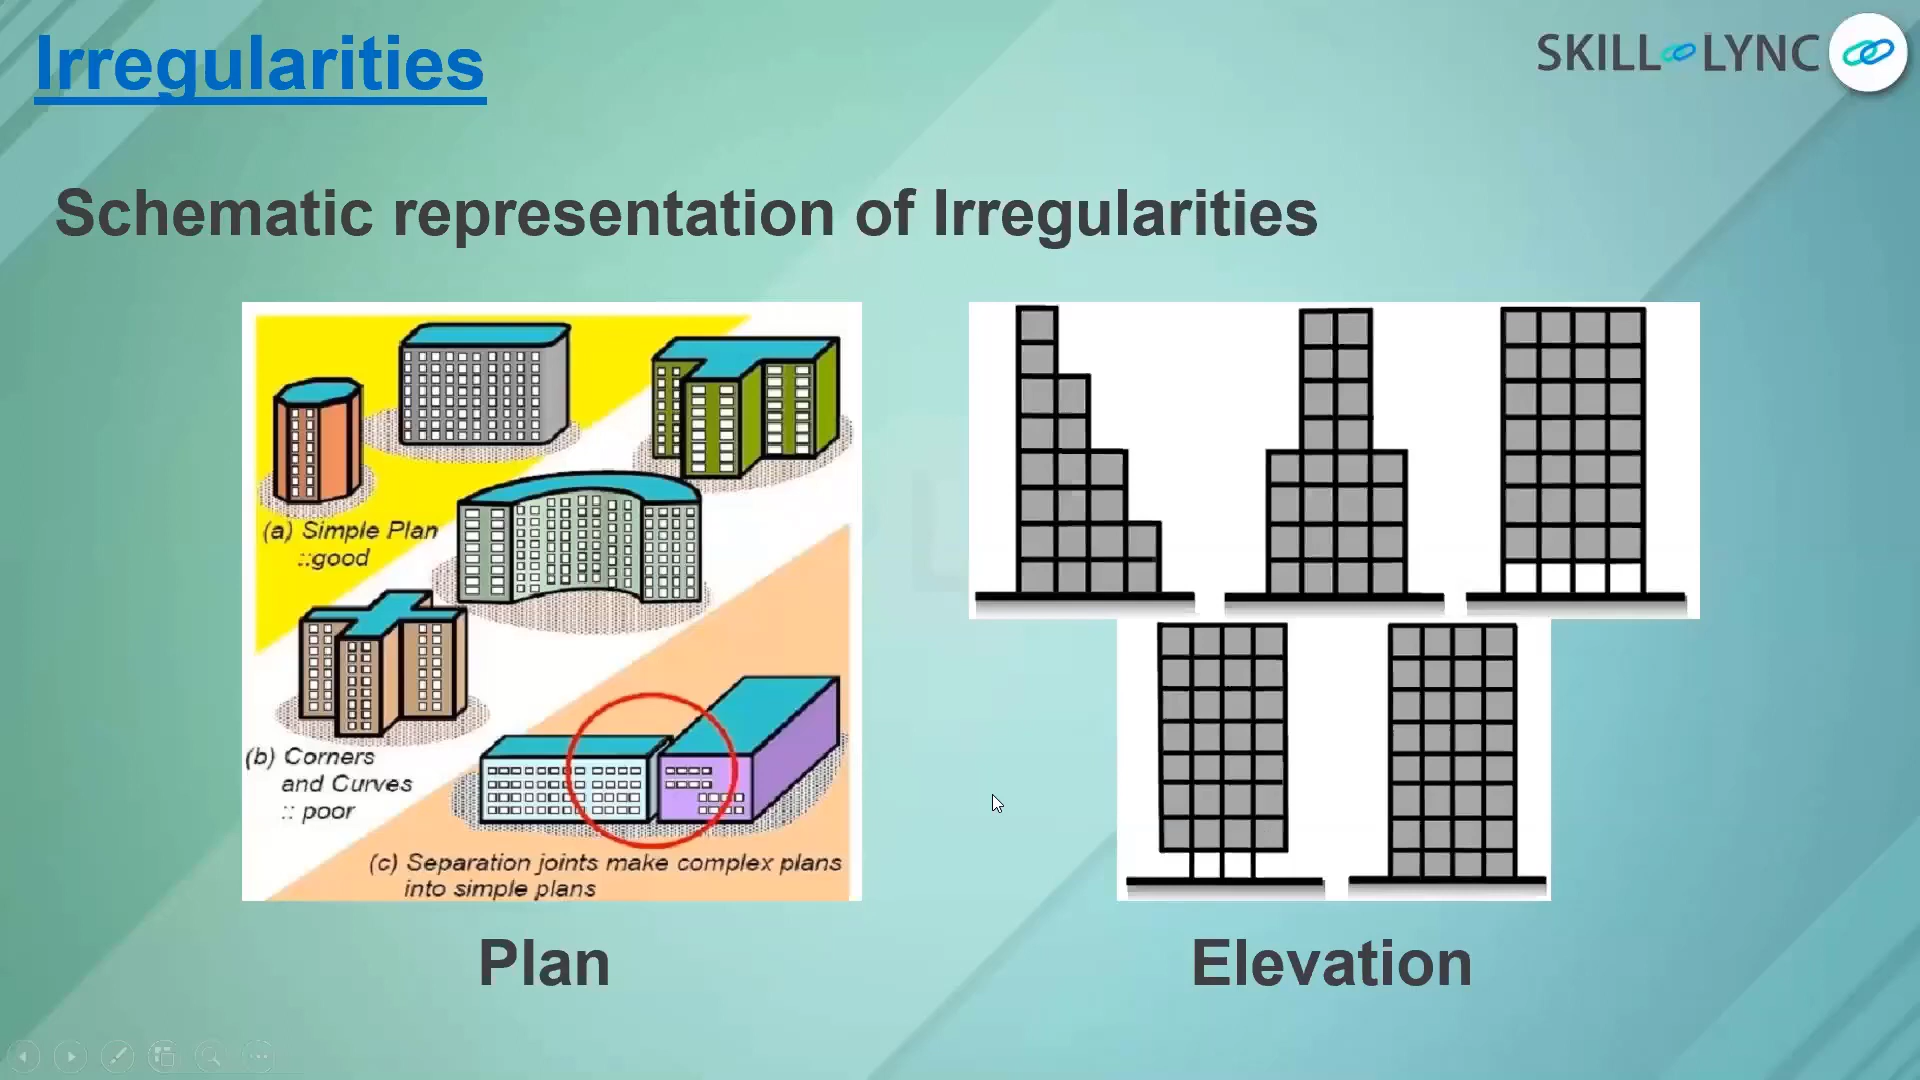 Irregularities
SKILL LYNC
Schematic representation of Irregularities
(a) Simple Plan
::good
(b) Corners
and Curves
:: poor
(c) Separation joints make complex plans
into simple plans
Plan
Elevation